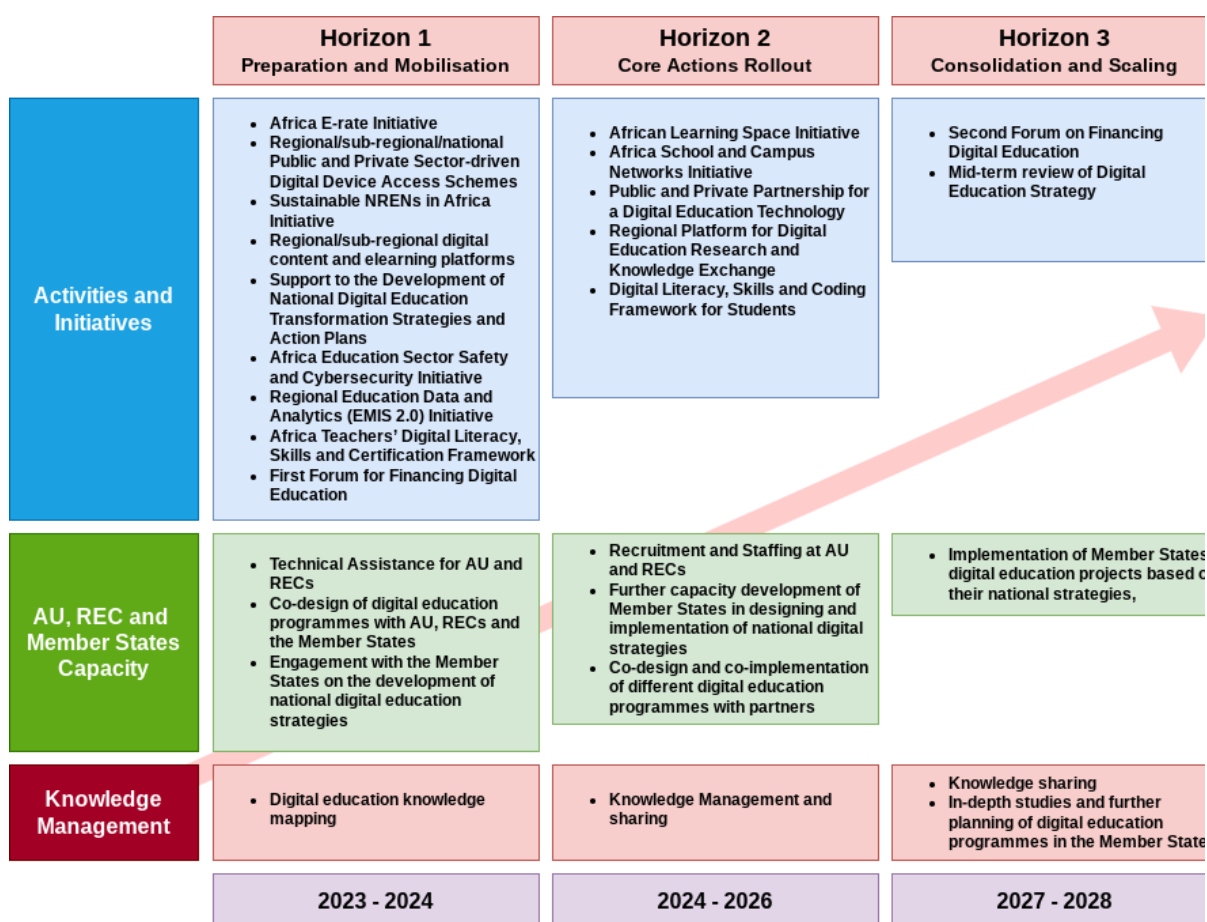 Horizon 1
Preparation and Mobilisation
Horizon 2
Core Actions Rollout
Horizon 3
Consolidation and Scaling
Activities and
Initiatives
• Africa E-rate Initiative
• Regional/sub-regional/national
Public and Private Sector-driven
Digital Device Access Schemes
• Sustainable NRENs in Africa
Initiative
• Regional/sub-regional digital
content and elearning platforms
• Support to the Development of
National Digital Education
Transformation Strategies and
Action Plans
• Africa Education Sector Safety
and Cybersecurity Initiative
• Regional Education Data and
Analytics (EMIS 2.0) Initiative
• Africa Teachers' Digital Literacy,
Skills and Certification Framework
• First Forum for Financing Digital
Education
• African Learning Space Initiative
• Africa School and Campus
Networks Initiative
• Public and Private Partnership for
a Digital Education Technology
• Regional Platform for Digital
Education Research and
Knowledge Exchange
• Digital Literacy, Skills and Coding
Framework for Students
• Second Forum on Financing
Digital Education
• Mid-term review of Digital
Education Strategy
AU, REC and
Member States
Capacity
• Technical Assistance for AU and
RECs
• Co-design of digital education
programmes with AU, RECs and
the Member States
• Engagement with the Member
States on the development of
national digital education
strategies
• Recruitment and Staffing at AU
and RECs
• Further capacity development of
Member States in designing and
implementation of national digital
strategies
• Co-design and co-implementation
of different digital education
programmes with partners
• Implementation of Member States
digital education projects based
their national strategies,
Knowledge
Management
• Digital education knowledge
mapping
• Knowledge Management and
sharing
• Knowledge sharing
• In-depth studies and further
planning of digital education
programmes in the Member State
2023 - 2024
2024 - 2026
2027 - 2028